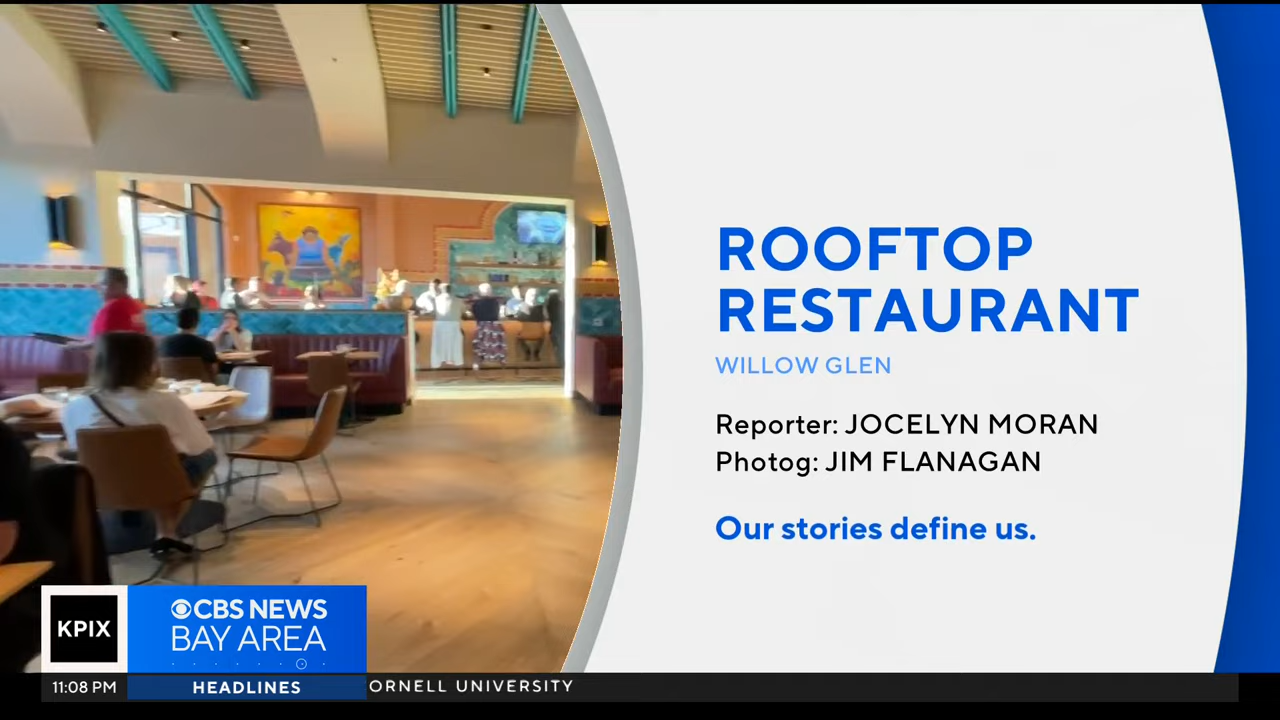 ROOFTOP
RESTAURANT
WILLOW GLEN
Reporter: JOCELYN MORAN
Photog: JIM FLANAGAN
Our stories define us.
KPIX
CBS NEWS
BAY AREA
11:08 PM
HEADLINES
ORNELL UNIVERSITY